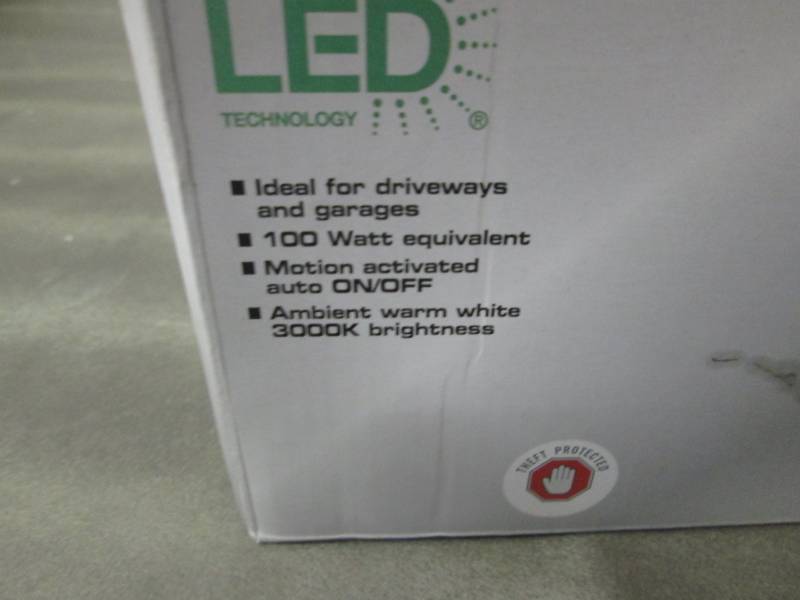 LED
TECHNOLOGY ®
Ideal for driveways
and garages
100 Watt equivalent
Motion activated
auto ON/OFF
Ambient warm white
3000K brightness
THEFT PROTECTED